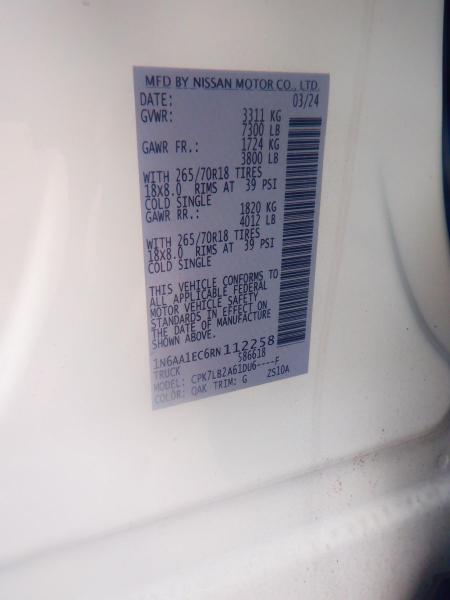 MFD BY NISSAN MOTOR CO., LTD.
DATE: 03/24
GVWR: 3311 KG
7300 LB
GAWR FR.: 1724 KG
3800 LB
WITH 265/70R18 TIRES
18X8.0 RIMS AT 39 PSI
COLD SINGLE
GAWR RR.: 1820 KG
4012 LB
WITH 265/70R18 TIRES
18X8.0 RIMS AT 39 PSI
COLD SINGLE
THIS VEHICLE CONFORMS TO
ALL APPLICABLE FEDERAL
MOTOR VEHICLE SAFETY
STANDARDS IN EFFECT ON
THE DATE OF MANUFACTURE
SHOWN ABOVE.
1N6AA1EC6RN112258
TRUCK 586618
MODEL: CPK7LB2A61DU6----F
COLOR: QAK TRIM: G ZS10A